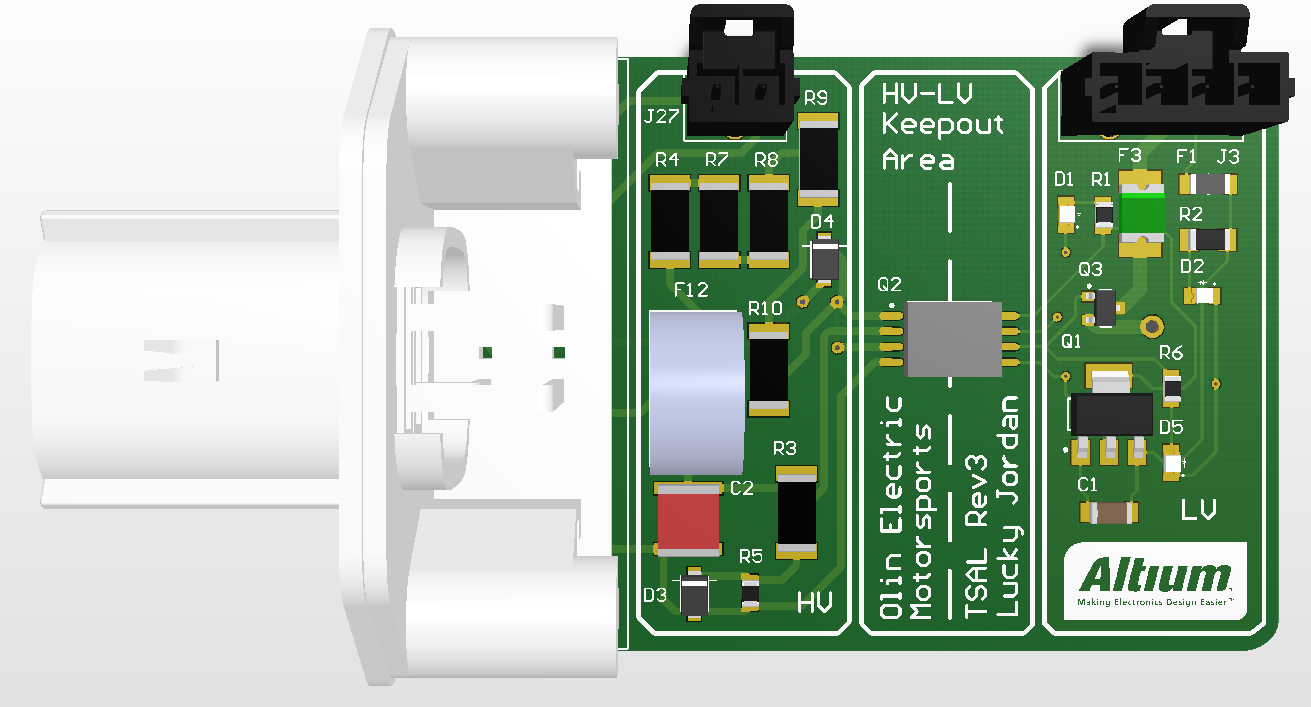 J27
R9
R4 R7 R8
D4
F12
R10
R3
C2
R5
D3
HV
HV-LV
Keepout
Area
Q2
Olin Electric
Motorsports
TSAL Rev3
Lucky Jordan
F3 F1 J3
D1 R1
R2
Q3
D2
Q1
R6
D5
C1
LV
Altium
Making Electronics Design Easier™